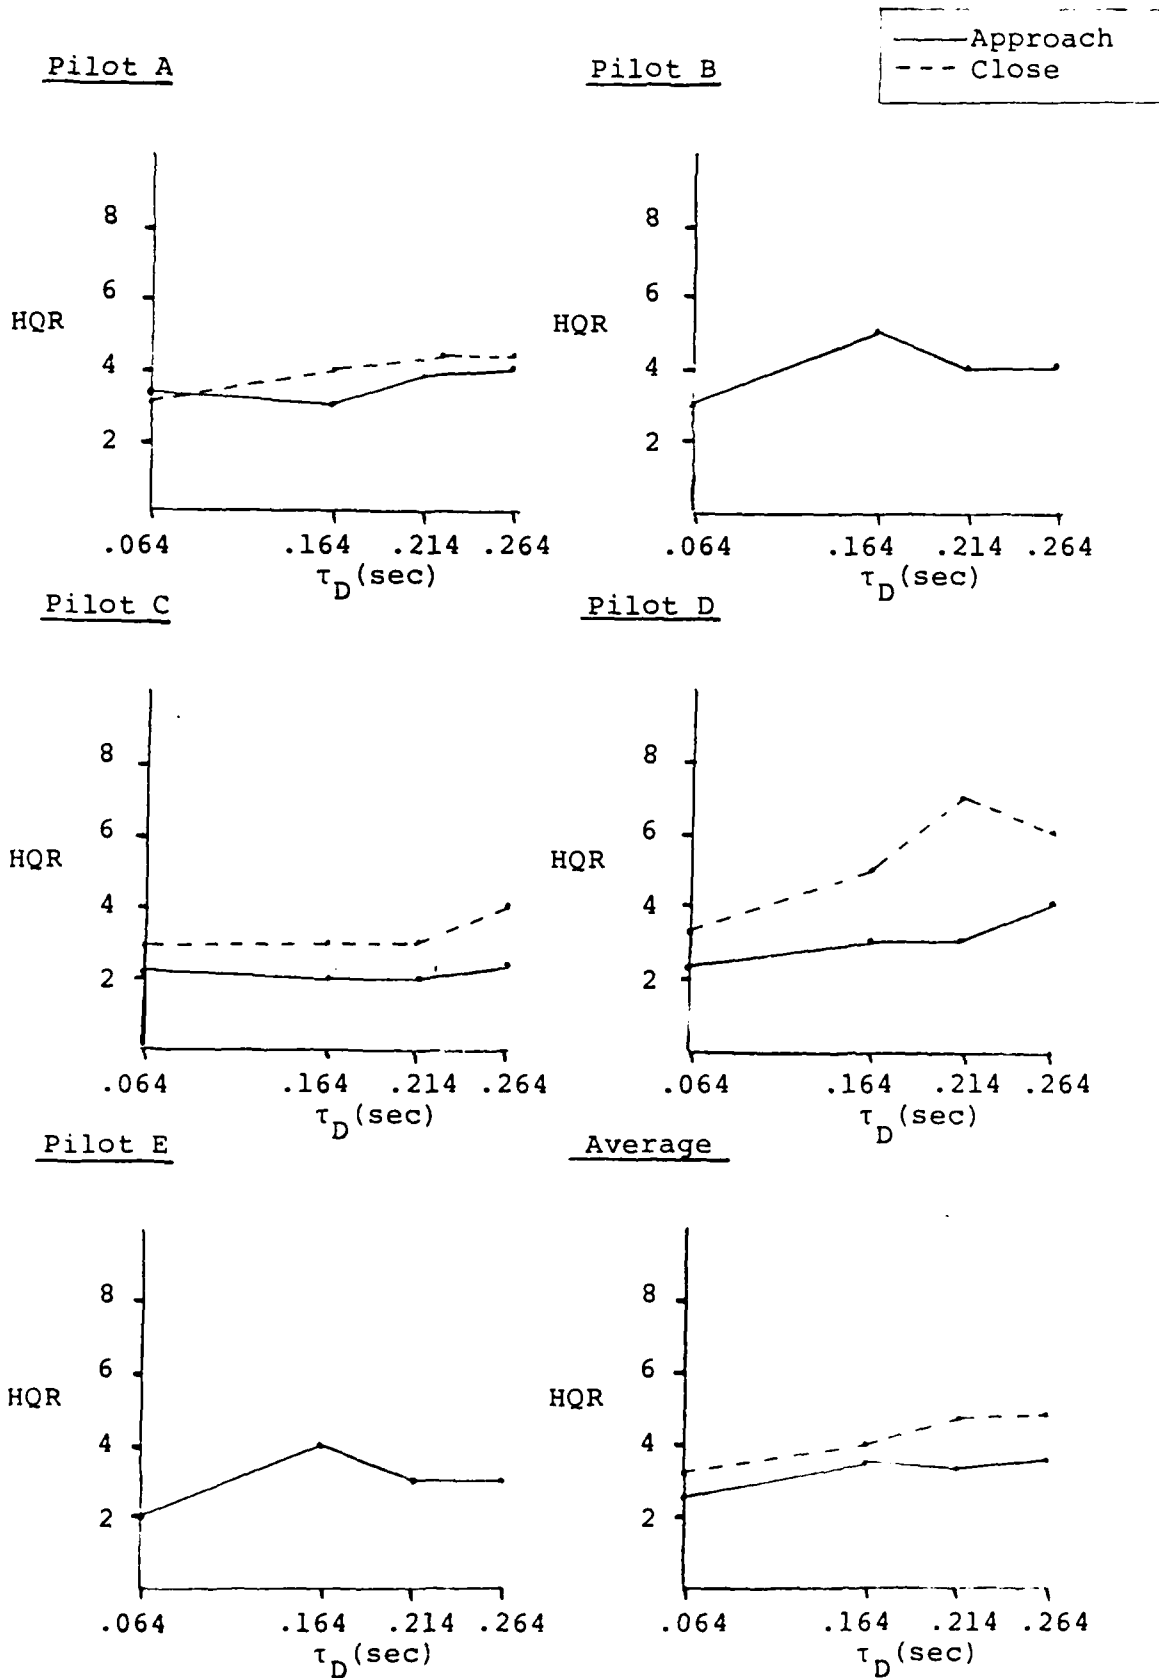 Approach
Close
Pilot A
Pilot B
8
6
HQR
4
2
.064 .164 .214 .264
τD(sec)
8
6
HQR
4
2
.064 .164 .214 .264
τD(sec)
Pilot C
Pilot D
8
6
HQR
4
2
.064 .164 .214 .264
τD(sec)
8
6
HQR
4
2
.064 .164 .214 .264
τD(sec)
Pilot E
Average
8
6
HQR
4
2
.064 .164 .214 .264
τD(sec)
8
6
HQR
4
2
.064 .164 .214 .264
τD(sec)